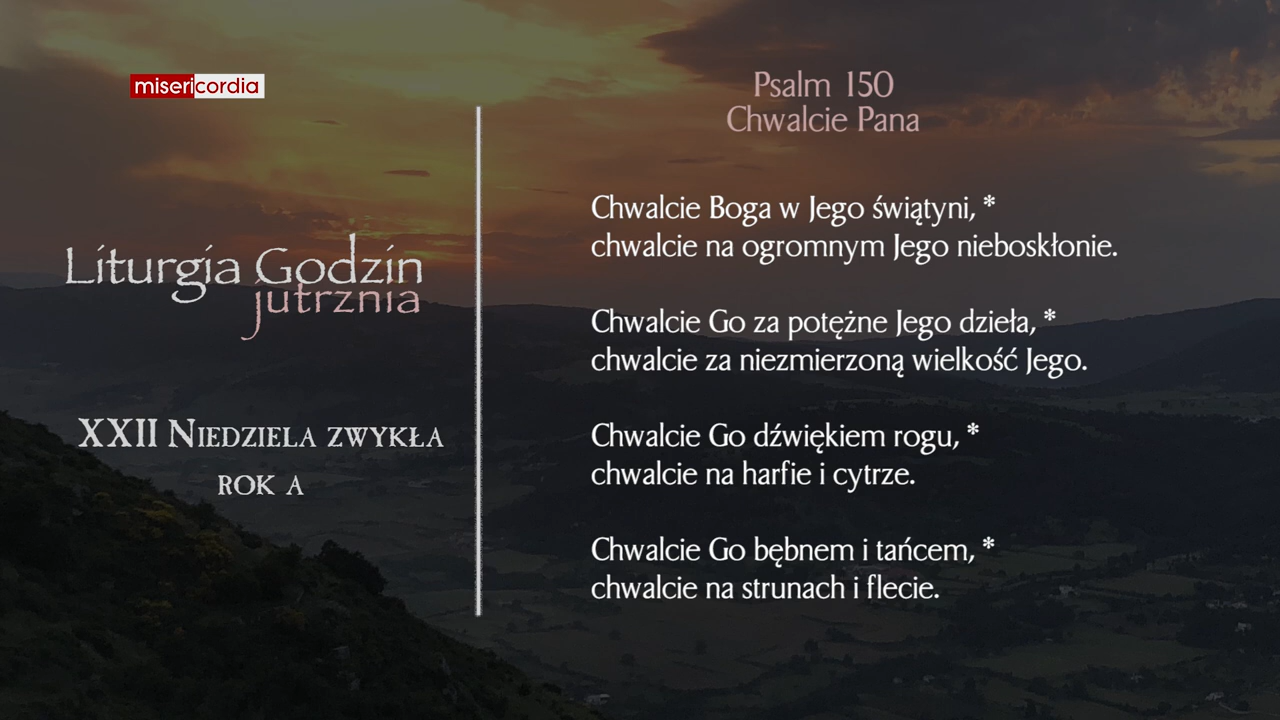 misericordia
Liturgia Godzin
jutrznia
XXII Niedziela zwykła
rok A
Psalm 150
Chwalcie Pana
Chwalcie Boga w Jego świątyni, *
chwalcie na ogromnym Jego nieboskłonie.
Chwalcie Go za potężne Jego dzieła, *
chwalcie za niezmierzoną wielkość Jego.
Chwalcie Go dźwiękiem rogu, *
chwalcie na harfie i cytrze.
Chwalcie Go bębnem i tańcem, *
chwalcie na strunach i flecie.